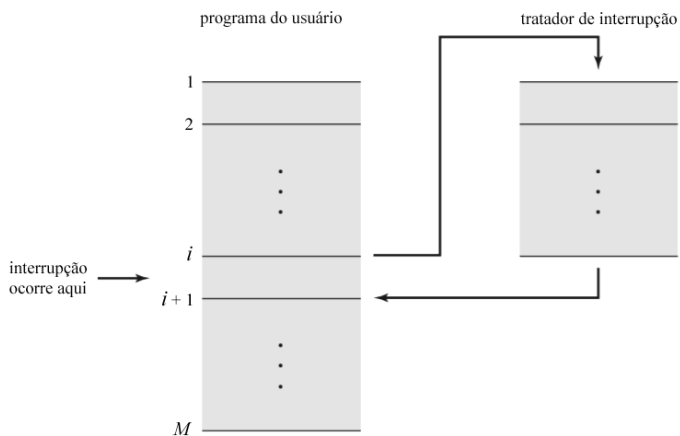 programa do usuário
tratador de interrupção
1
2
i
interrupção
ocorre aqui
i + 1
M